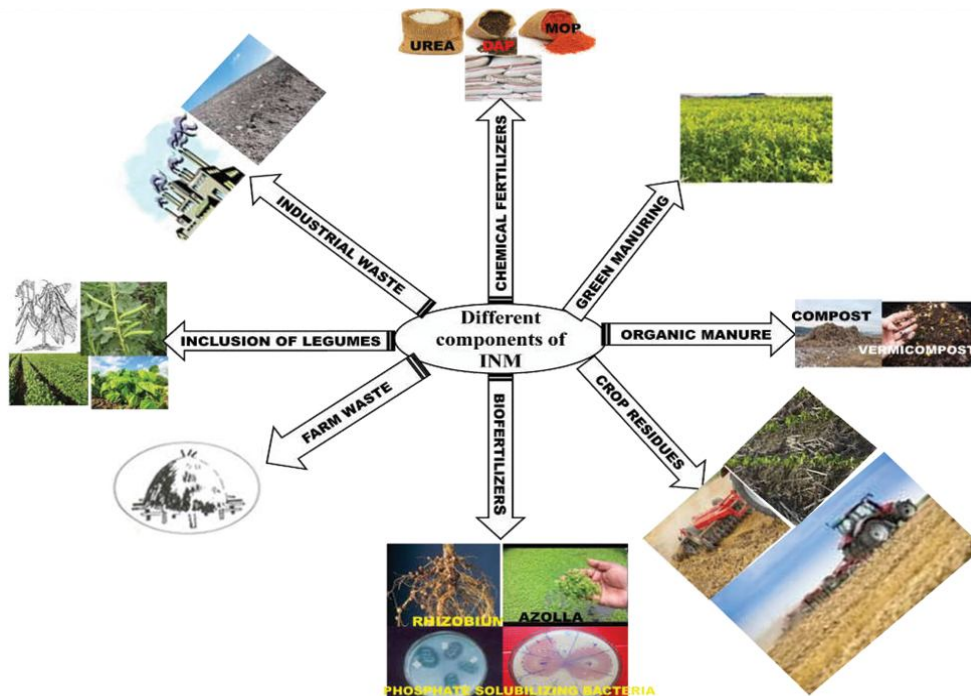 UREA
DAP
MOP
CHEMICAL FERTILIZERS
GREEN MANURING
INDUSTRIAL WASTE
Different
components of
INM
ORGANIC MANURE
COMPOST
VERMICOMPOST
INCLUSION OF LEGUMES
FARM WASTE
CROP RESIDUES
BIOFERTILIZERS
RHIZOBIUM
AZOLLA
PHOSPHATE SOLUBILIZING BACTERIA